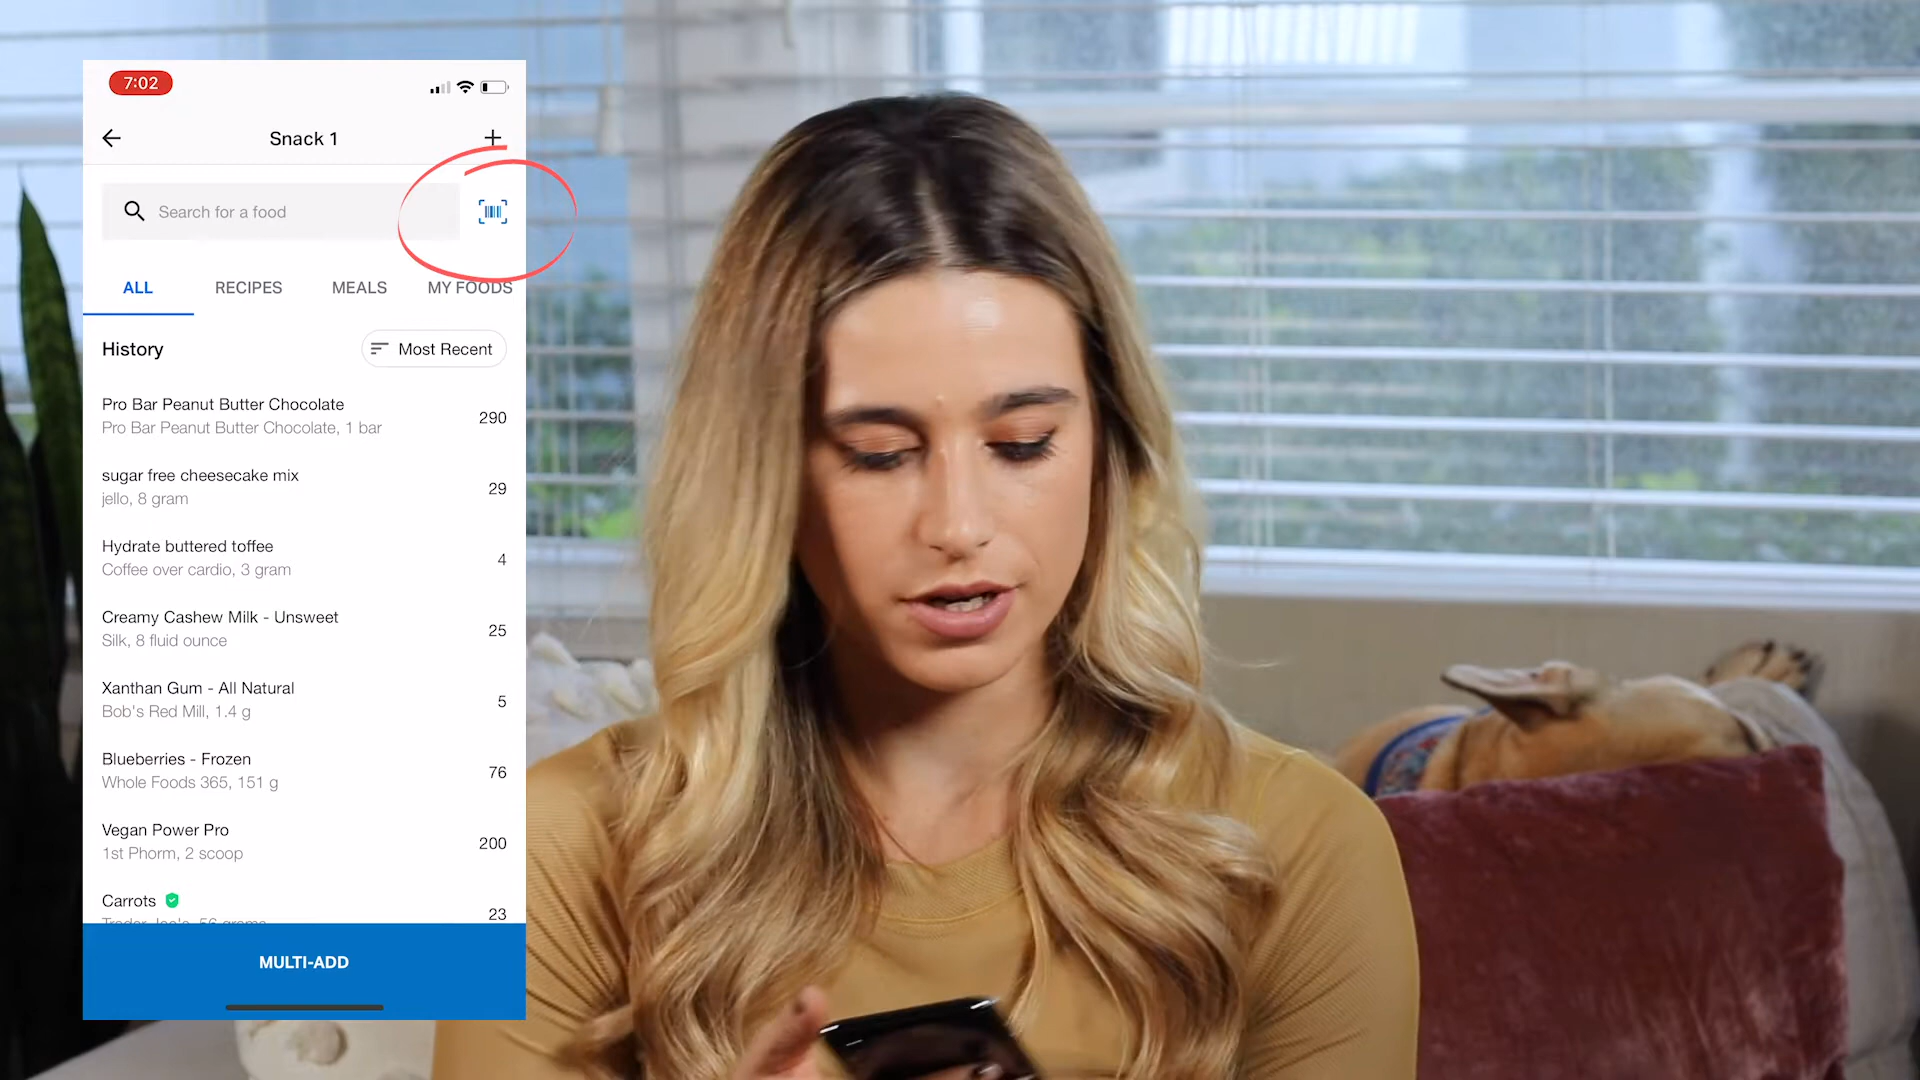 7:02
Snack 1
Search for a food
ALL RECIPES MEALS MY FOODS
History Most Recent
Pro Bar Peanut Butter Chocolate
Pro Bar Peanut Butter Chocolate, 1 bar
290
sugar free cheesecake mix
jello, 8 gram
29
Hydrate buttered toffee
Coffee over cardio, 3 gram
4
Creamy Cashew Milk - Unsweet
Silk, 8 fluid ounce
25
Xanthan Gum - All Natural
Bob's Red Mill, 1.4 g
5
Blueberries - Frozen
Whole Foods 365, 151 g
76
Vegan Power Pro
1st Phorm, 2 scoop
200
Carrots
Trader Joe's, 56 grams
23
MULTI-ADD